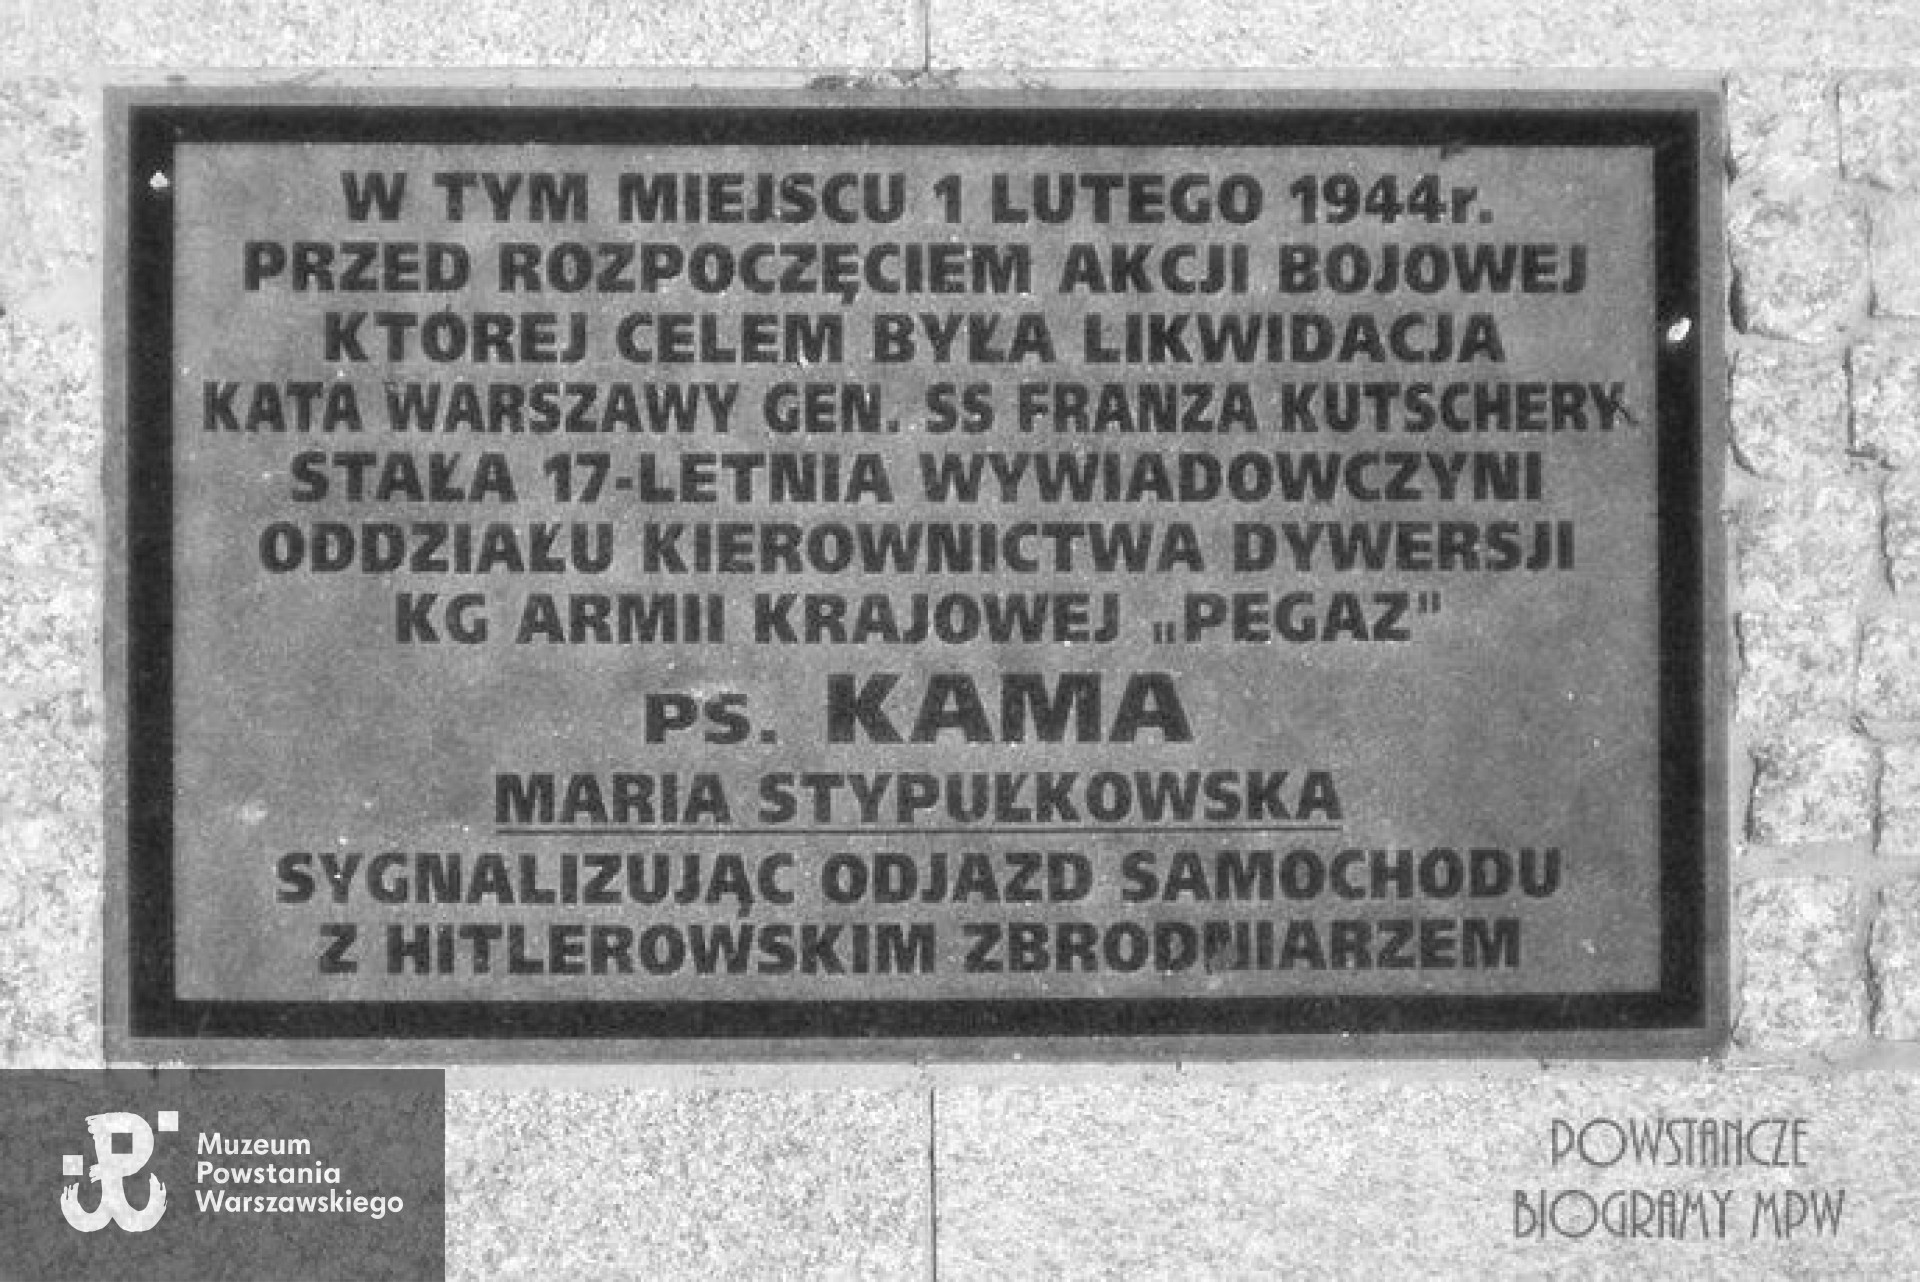 W TYM MIEJSCU 1 LUTEGO 1944r.
PRZED ROZPOCZĘCIEM AKCJI BOJOWEJ
KTÓREJ CELEM BYŁA LIKWIDACJA
KATA WARSZAWY GEN. SS FRANZA KUTSCHERY
STAŁA 17-LETNIA WYWIADOWCZYNI
ODDZIAŁU KIEROWNICTWA DYWERSJI
KG ARMII KRAJOWEJ „PEGAZ"
PS. KAMA
MARIA STYPUŁKOWSKA
SYGNALIZUJĄC ODJAZD SAMOCHODU
Z HITLEROWSKIM ZBRODNIARZEM
Muzeum
Powstania
Warszawskiego
POWSTAŃCZE
BIOGRAMY MPW